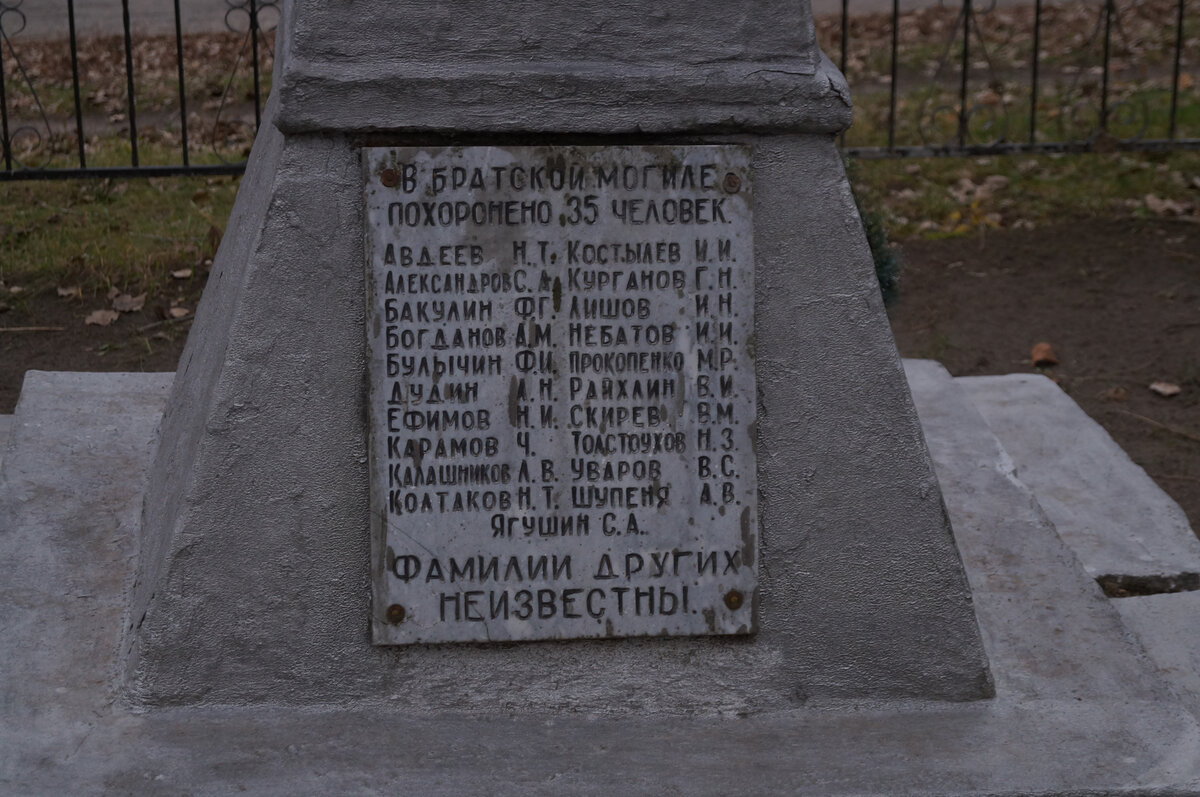 В БРАТСКОЙ МОГИЛЕ
ПОХОРОНЕНО 35 ЧЕЛОВЕК.
АВДЕЕВ Н.Т. КОСТЫЛЕВ И.И.
АЛЕКСАНДРОВ С.А. КУРГАНОВ Г.Н.
БАКУЛИН Ф.Г. ЛИШОВ И.Н.
БОГДАНОВ А.М. НЕБАТОВ И.И.
БУЛЫЧИН Ф.И. ПРОКОПЕНКО М.Р.
ДУДИН А.Н. РАЙХЛИН В.И.
ЕФИМОВ Н.И. СКИРЕВ В.М.
КАРАМОВ Ч. ТОЛСТОУХОВ Н.З.
КАЛАШНИКОВ Л.В. УВАРОВ В.С.
КОЛТАКОВ Н.Т. ШУПЕНЯ А.В.
ЯГУШИН С.А.
ФАМИЛИИ ДРУГИХ
НЕИЗВЕСТНЫ.